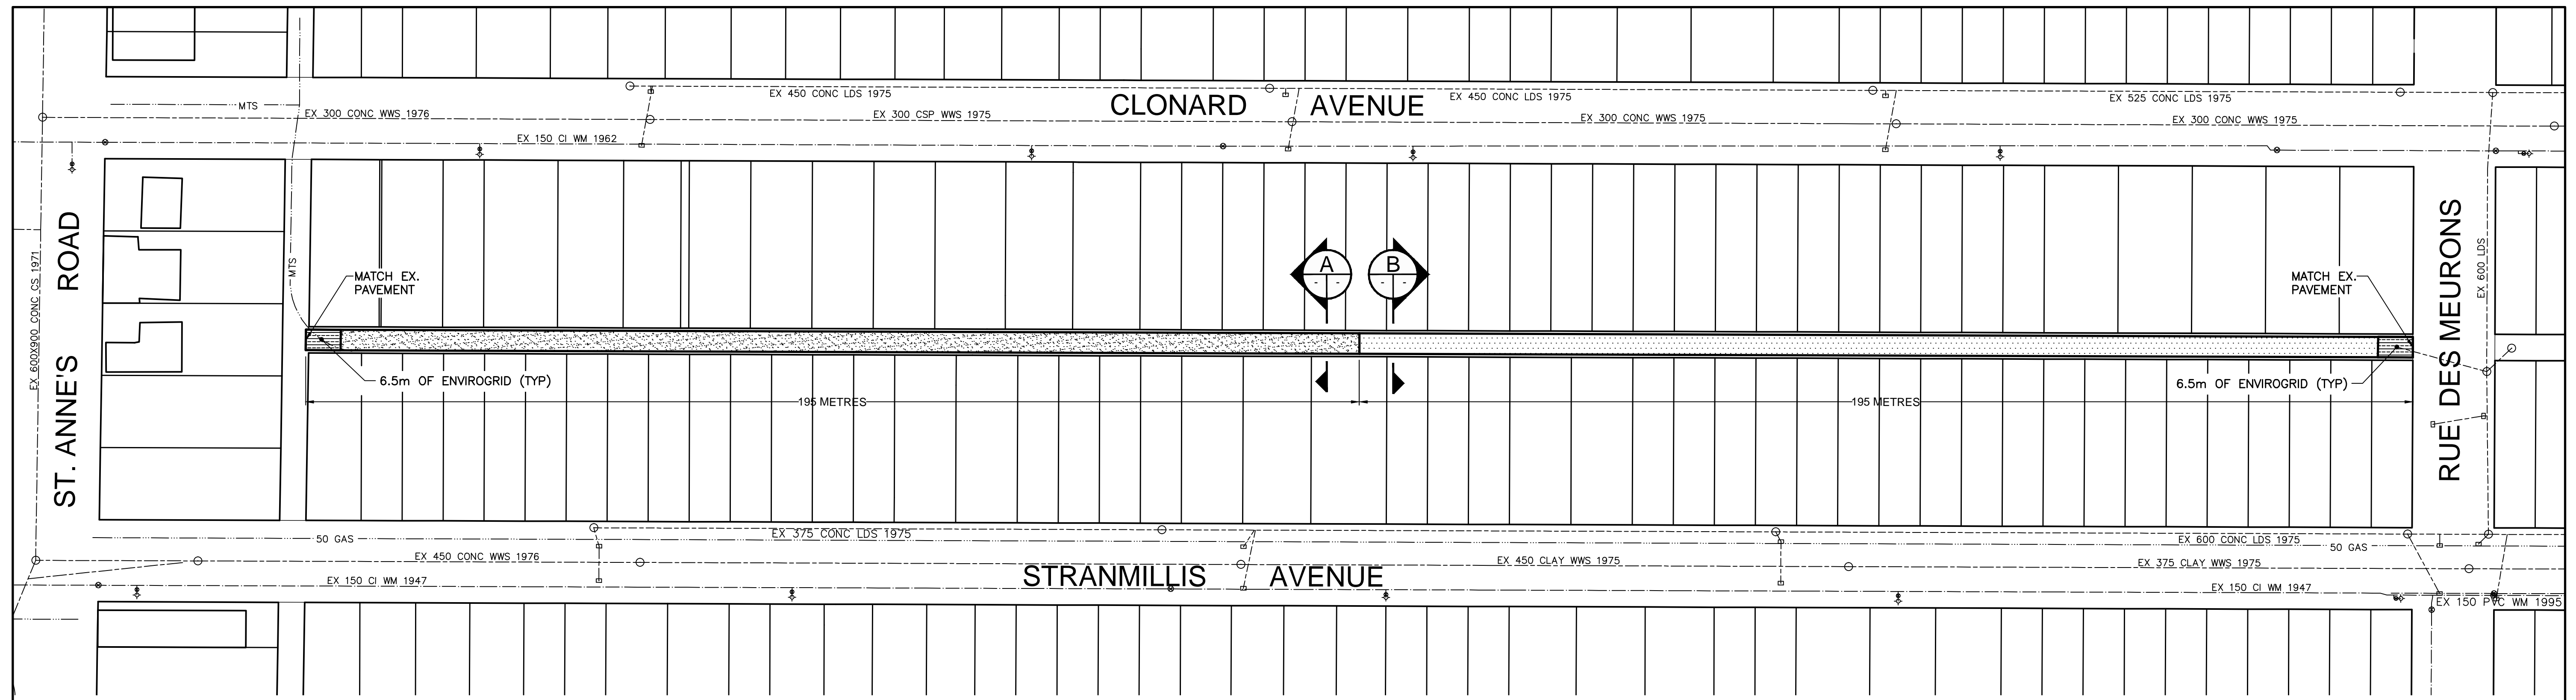 EX 450 CONC LDS 1975
CLONARD AVENUE
EX 450 CONC LDS 1975
EX 525 CONC LDS 1975
MTS
EX 300 CONC WWS 1976
EX 300 CSP WWS 1975
EX 300 CONC WWS 1975
EX 300 CONC WWS 1975
EX 150 CI WM 1962
ST. ANNE'S ROAD
EX 600X900 CONC CS 1971
MTS
MATCH EX.
PAVEMENT
A
- -
B
- -
MATCH EX.
PAVEMENT
RUE DES MEURONS
EX 600 LDS
6.5m OF ENVIROGRID (TYP)
6.5m OF ENVIROGRID (TYP)
195 METRES
195 METRES
50 GAS
EX 375 CONC LDS 1975
EX 600 CONC LDS 1975
50 GAS
EX 450 CONC WWS 1976
EX 450 CLAY WWS 1975
EX 375 CLAY WWS 1975
EX 150 CI WM 1947
STRANMILLIS AVENUE
EX 150 CI WM 1947
EX 150 PVC WM 1995